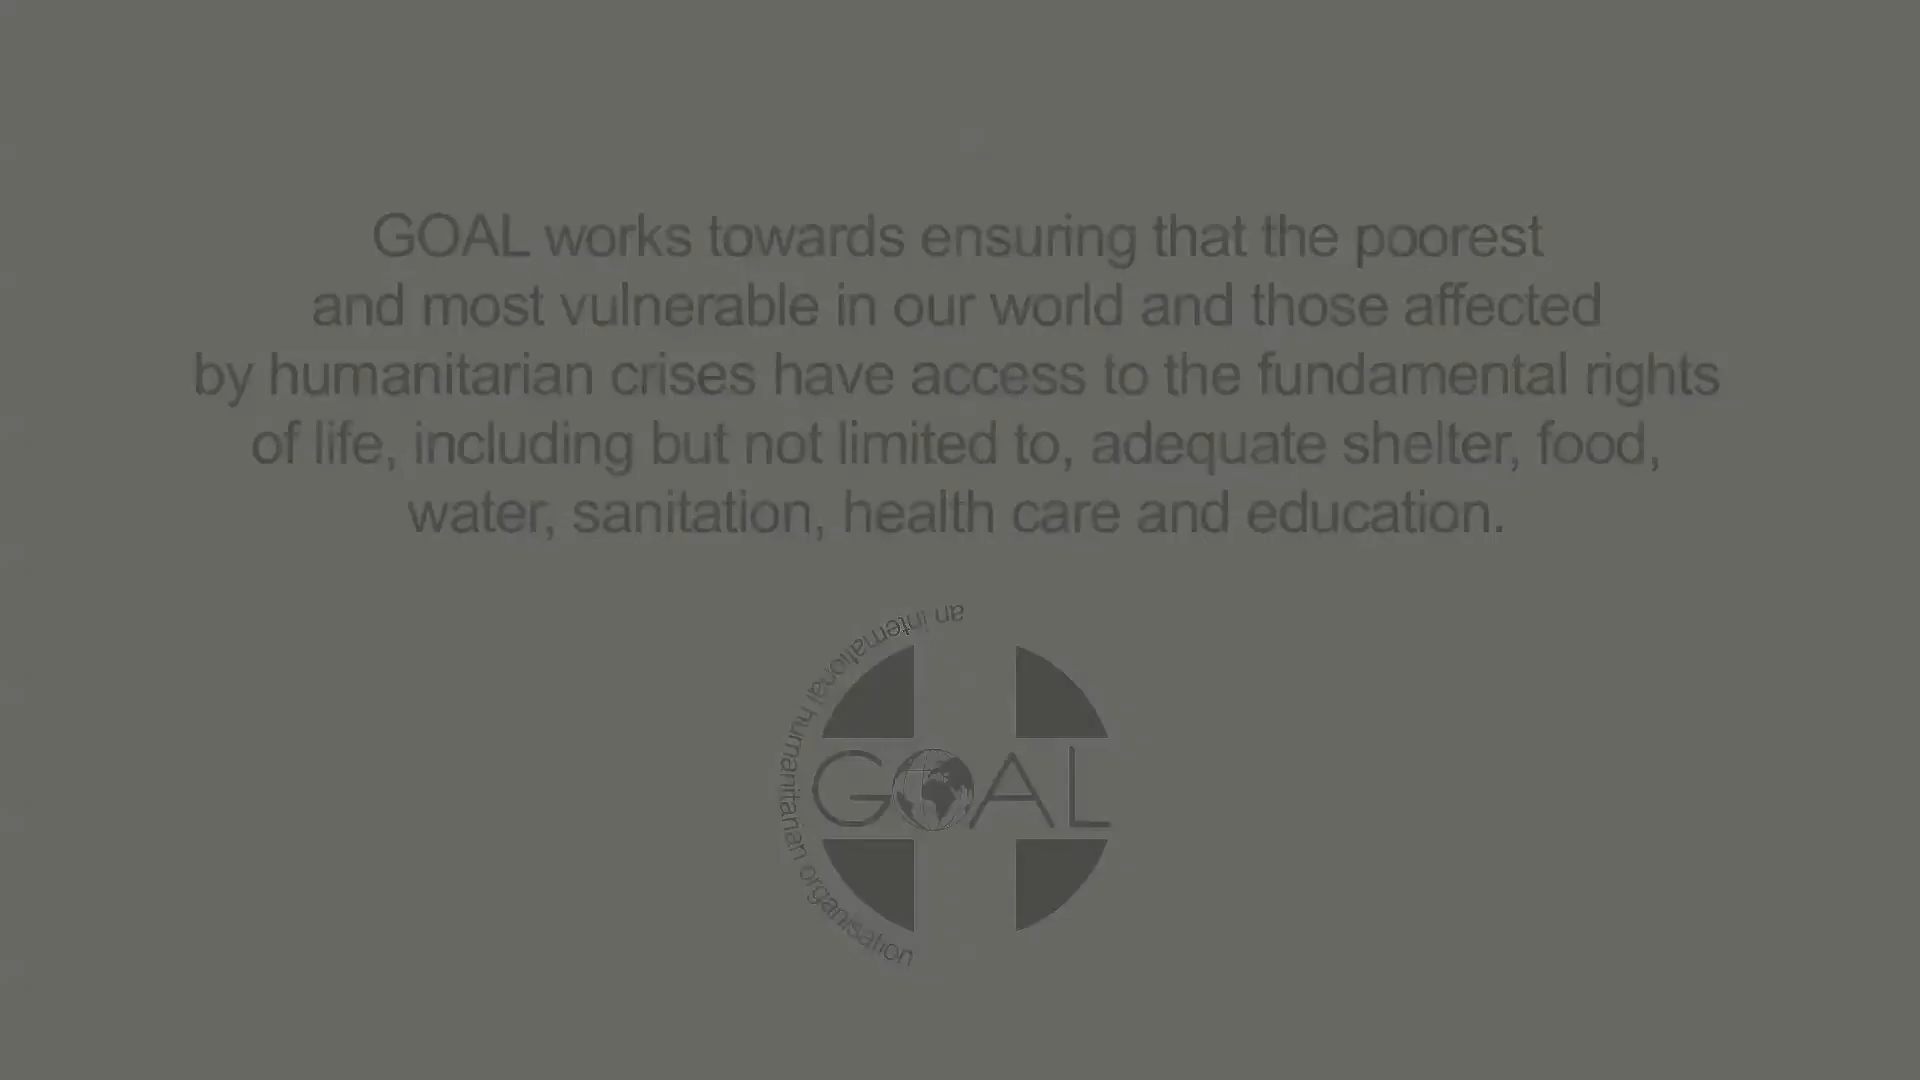 GOAL works towards ensuring that the poorest
and most vulnerable in our world and those affected
by humanitarian crises have access to the fundamental rights
of life, including but not limited to, adequate shelter, food,
water, sanitation, health care and education.
an international humanitarian organisation
GOAL